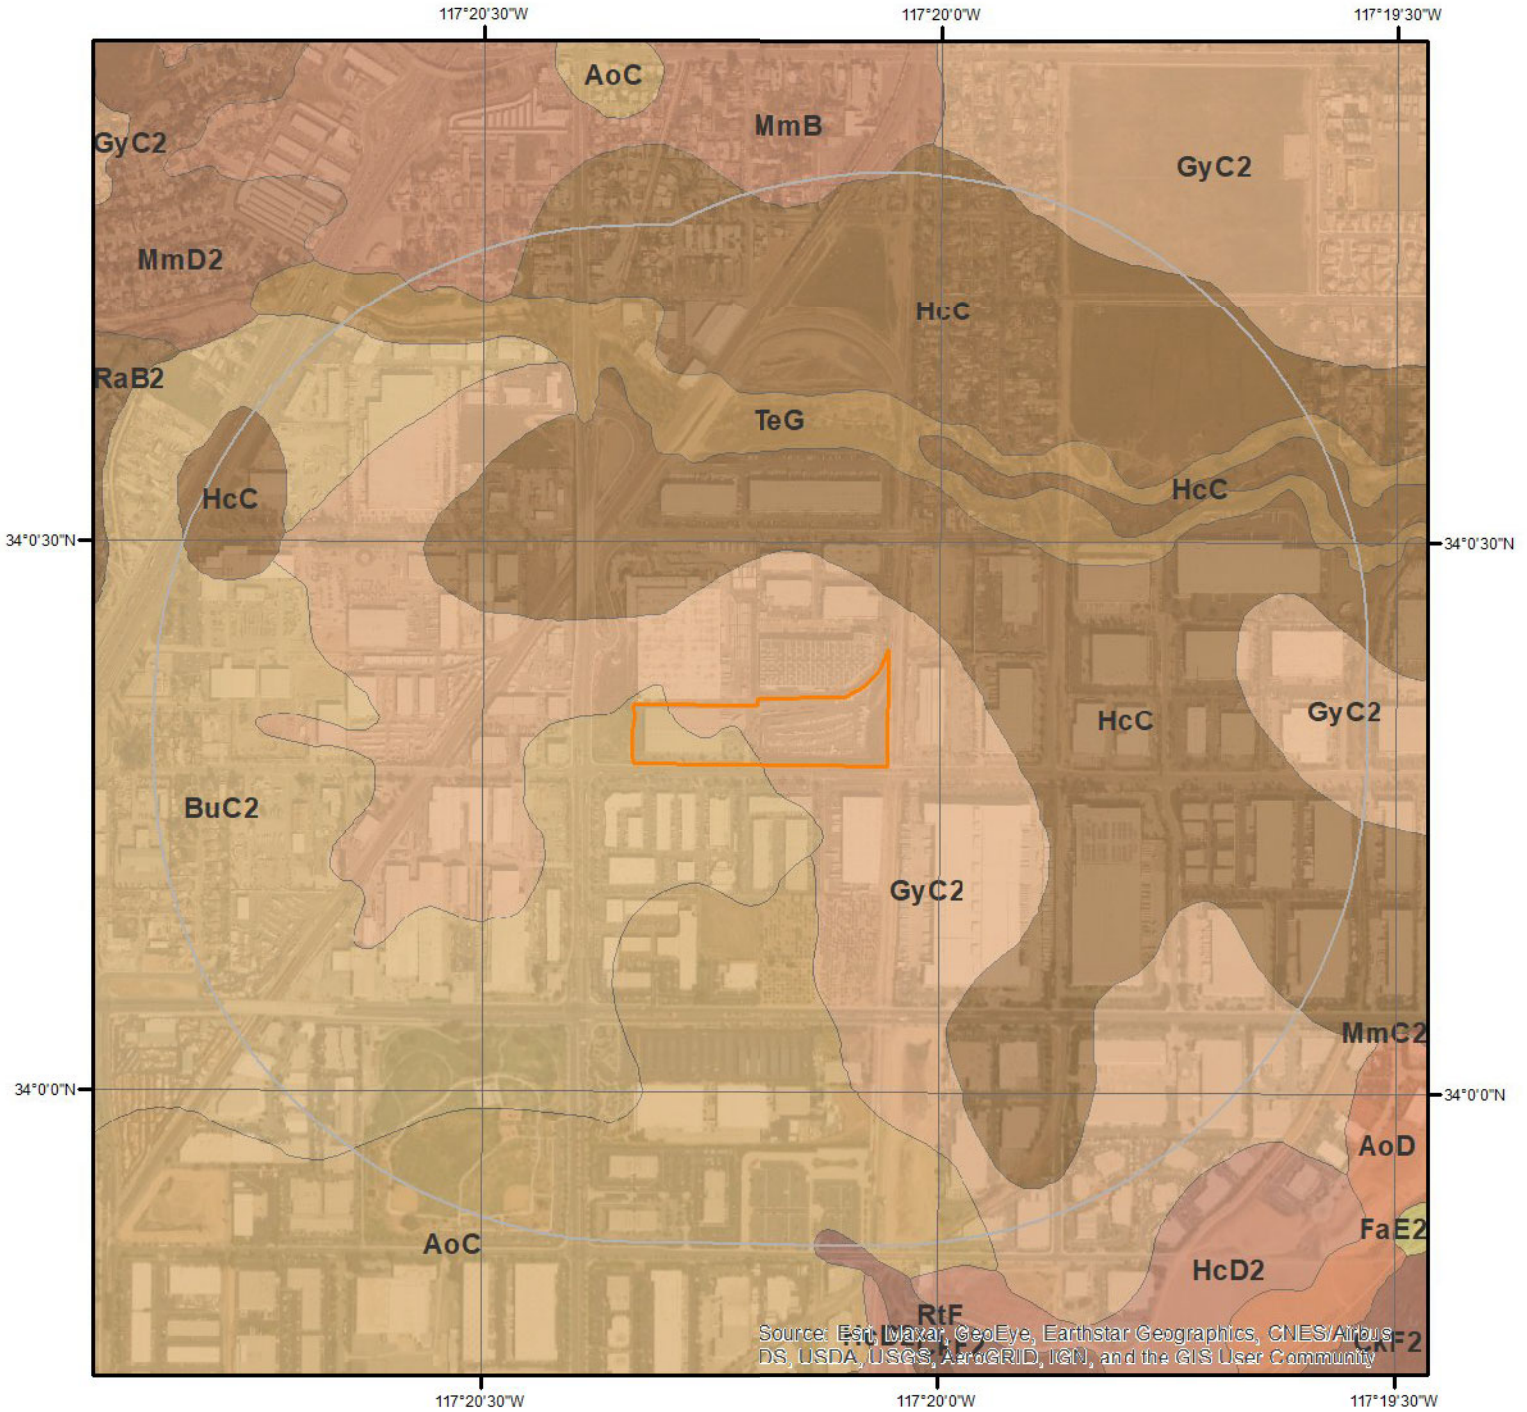 117°20'30"W 117°20'0"W 117°19'30"W
AoC
MmB
GyC2
GyC2
MmD2
HcC
RaB2
TeG
HcC
HcC
34°0'30"N
34°0'30"N
GyC2
HcC
BuC2
GyC2
MmC2
34°0'0"N
34°0'0"N
AoD
FaE2
AoC
HcD2
RtF
CkF2
Source: Esri, Maxar, GeoEye, Earthstar Geographics, CNES/Airbus
DS, USDA, USGS, AeroGRID, IGN, and the GIS User Community
117°20'30"W 117°20'0"W 117°19'30"W